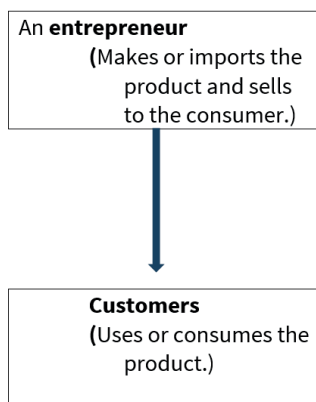 An entrepreneur
(Makes or imports the
product and sells
to the consumer.)
Customers
(Uses or consumes the
product.)